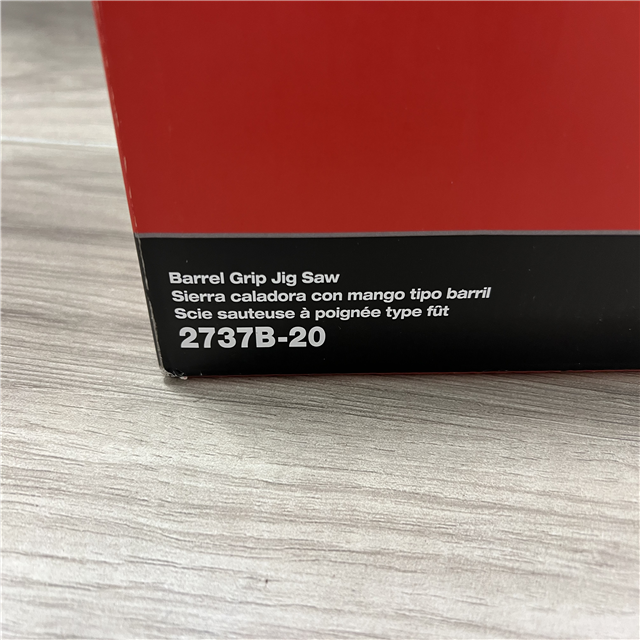 Barrel Grip Jig Saw
Sierra caladora con mango tipo barril
Scie sauteuse à poignée type fût
2737B-20